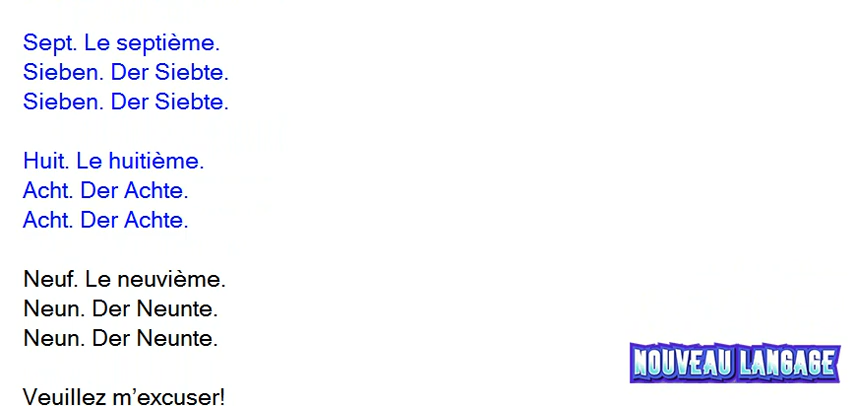 Sept. Le septième.
Sieben. Der Siebte.
Sieben. Der Siebte.
Huit. Le huitième.
Acht. Der Achte.
Acht. Der Achte.
Neuf. Le neuvième.
Neun. Der Neunte.
Neun. Der Neunte.
NOUVEAU LANGAGE
Veuillez m’excuser!